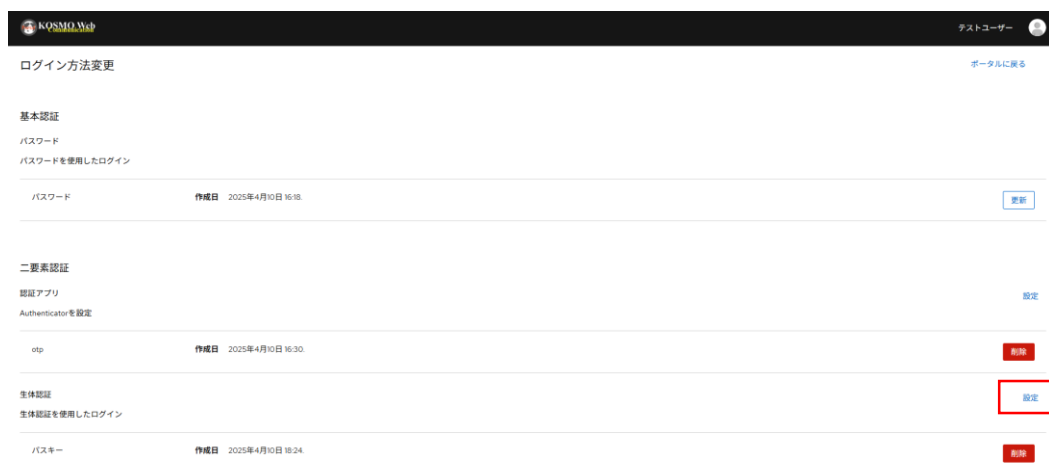 KOSMO Web
Communication
テストユーザー
ログイン方法変更
ポータルに戻る
基本認証
パスワード
パスワードを使用したログイン
パスワード 作成日 2025年4月10日 16:18. 更新
二要素認証
認証アプリ 設定
Authenticatorを設定
otp 作成日 2025年4月10日 16:30. 削除
生体認証 設定
生体認証を使用したログイン
パスキー 作成日 2025年4月10日 18:24. 削除